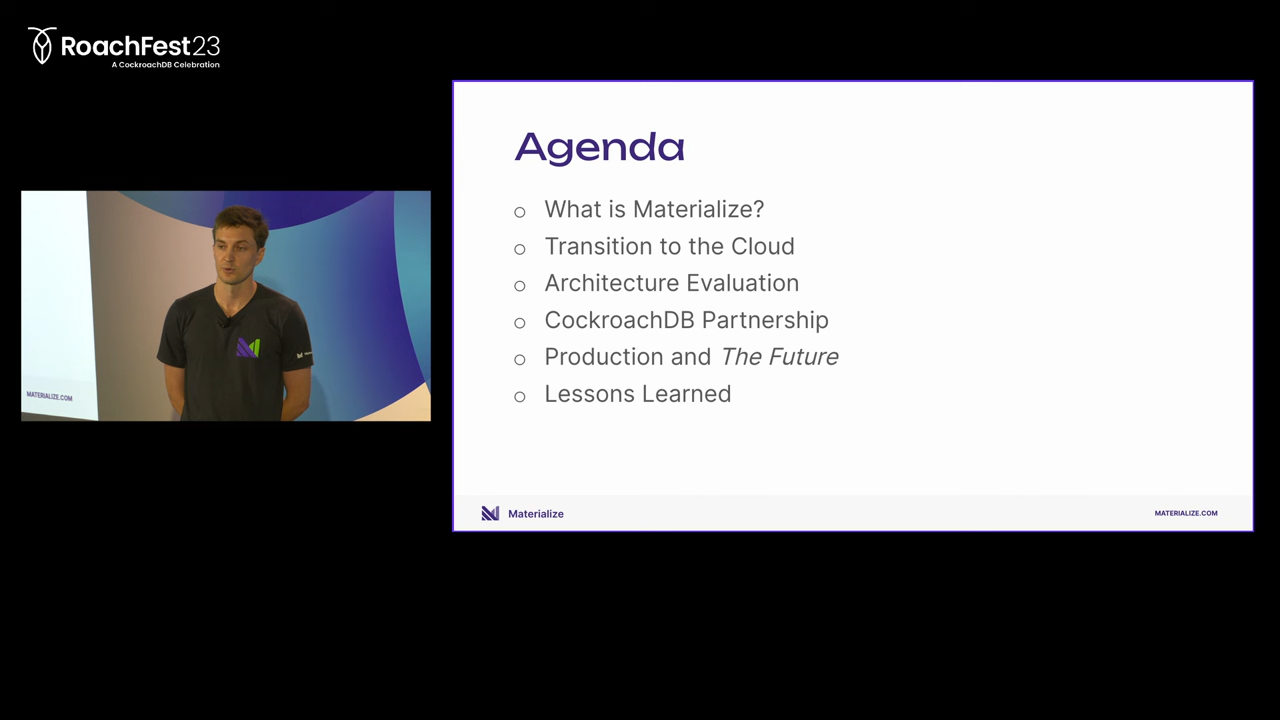 RoachFest23
A CockroachDB Celebration
Agenda
What is Materialize?
Transition to the Cloud
Architecture Evaluation
CockroachDB Partnership
Production and The Future
Lessons Learned
Materialize
MATERIALIZE.COM
MATERIALIZE.COM